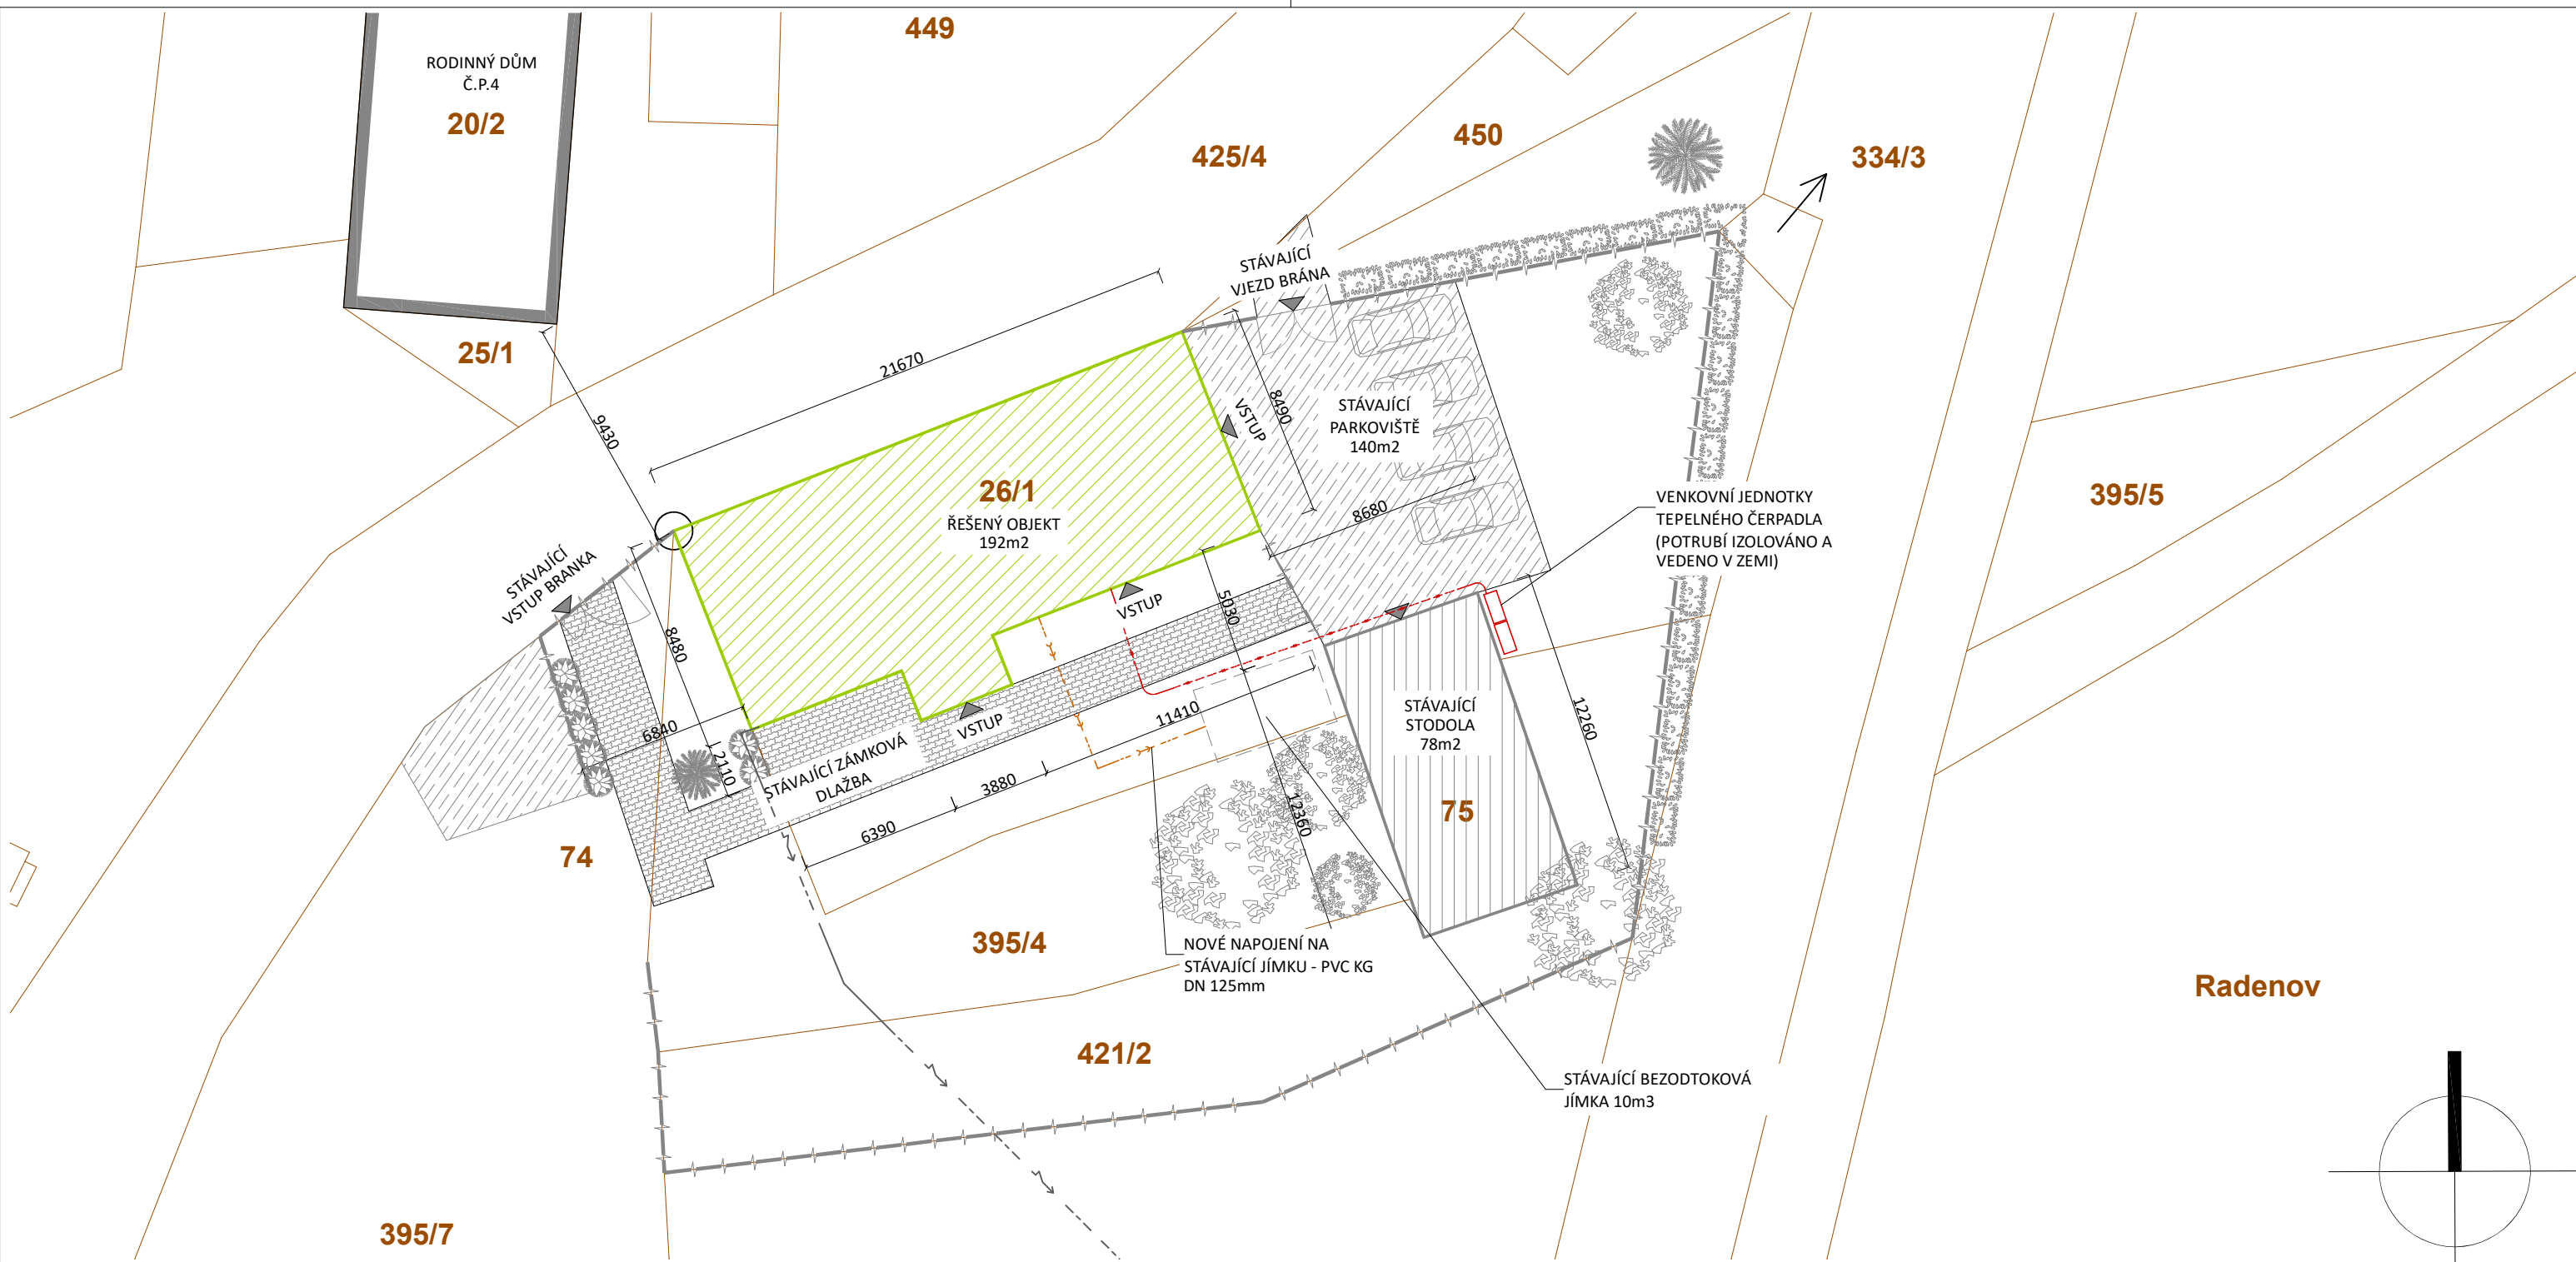 449
RODINNÝ DŮM
Č.P.4
20/2
425/4
450
334/3
STÁVAJÍCÍ
VJEZD BRÁNA
25/1
21670
9430
VSTUP
8490
STÁVAJÍCÍ
PARKOVIŠTĚ
140m2
26/1
ŘEŠENÝ OBJEKT
192m2
8680
VENKOVNÍ JEDNOTKY
TEPELNÉHO ČERPADLA
(POTRUBÍ IZOLOVÁNO A
VEDENO V ZEMI)
395/5
STÁVAJÍCÍ
VSTUP BRANKA
8480
VSTUP
5030
6840
2110
STÁVAJÍCÍ ZÁMKOVÁ
DLAŽBA
VSTUP
11410
3880
6390
STÁVAJÍCÍ
STODOLA
78m2
12260
12360
75
74
395/4
NOVÉ NAPOJENÍ NA
STÁVAJÍCÍ JÍMKU - PVC KG
DN 125mm
Radenov
421/2
STÁVAJÍCÍ BEZODTOKOVÁ
JÍMKA 10m3
395/7